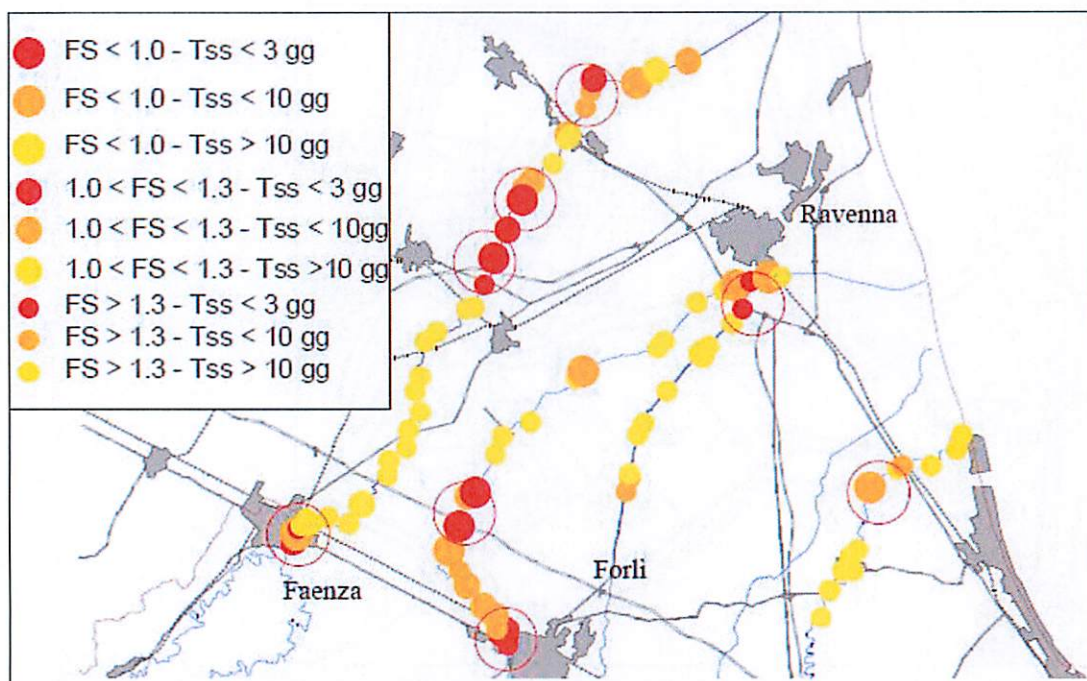 FS < 1.0 - Tss < 3 gg
FS < 1.0 - Tss < 10 gg
FS < 1.0 - Tss > 10 gg
1.0 < FS < 1.3 - Tss < 3 gg
1.0 < FS < 1.3 - Tss < 10gg
1.0 < FS < 1.3 - Tss >10 gg
FS > 1.3 - Tss < 3 gg
FS > 1.3 - Tss < 10 gg
FS > 1.3 - Tss > 10 gg
Ravenna
Forlì
Faenza